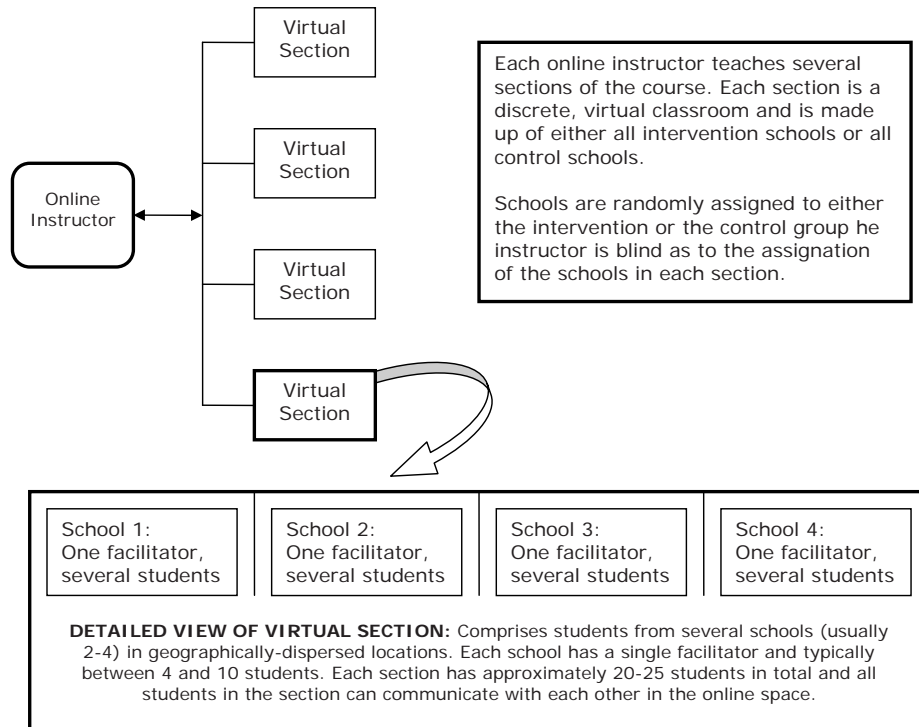 Virtual
Section
Virtual
Section
Online
Instructor
Virtual
Section
Virtual
Section
Each online instructor teaches several
sections of the course. Each section is a
discrete, virtual classroom and is made
up of either all intervention schools or all
control schools.
Schools are randomly assigned to either
the intervention or the control group he
instructor is blind as to the assignation
of the schools in each section.
School 1:
One facilitator,
several students
School 2:
One facilitator,
several students
School 3:
One facilitator,
several students
School 4:
One facilitator,
several students
DETAILED VIEW OF VIRTUAL SECTION: Comprises students from several schools (usually
2-4) in geographically-dispersed locations. Each school has a single facilitator and typically
between 4 and 10 students. Each section has approximately 20-25 students in total and all
students in the section can communicate with each other in the online space.